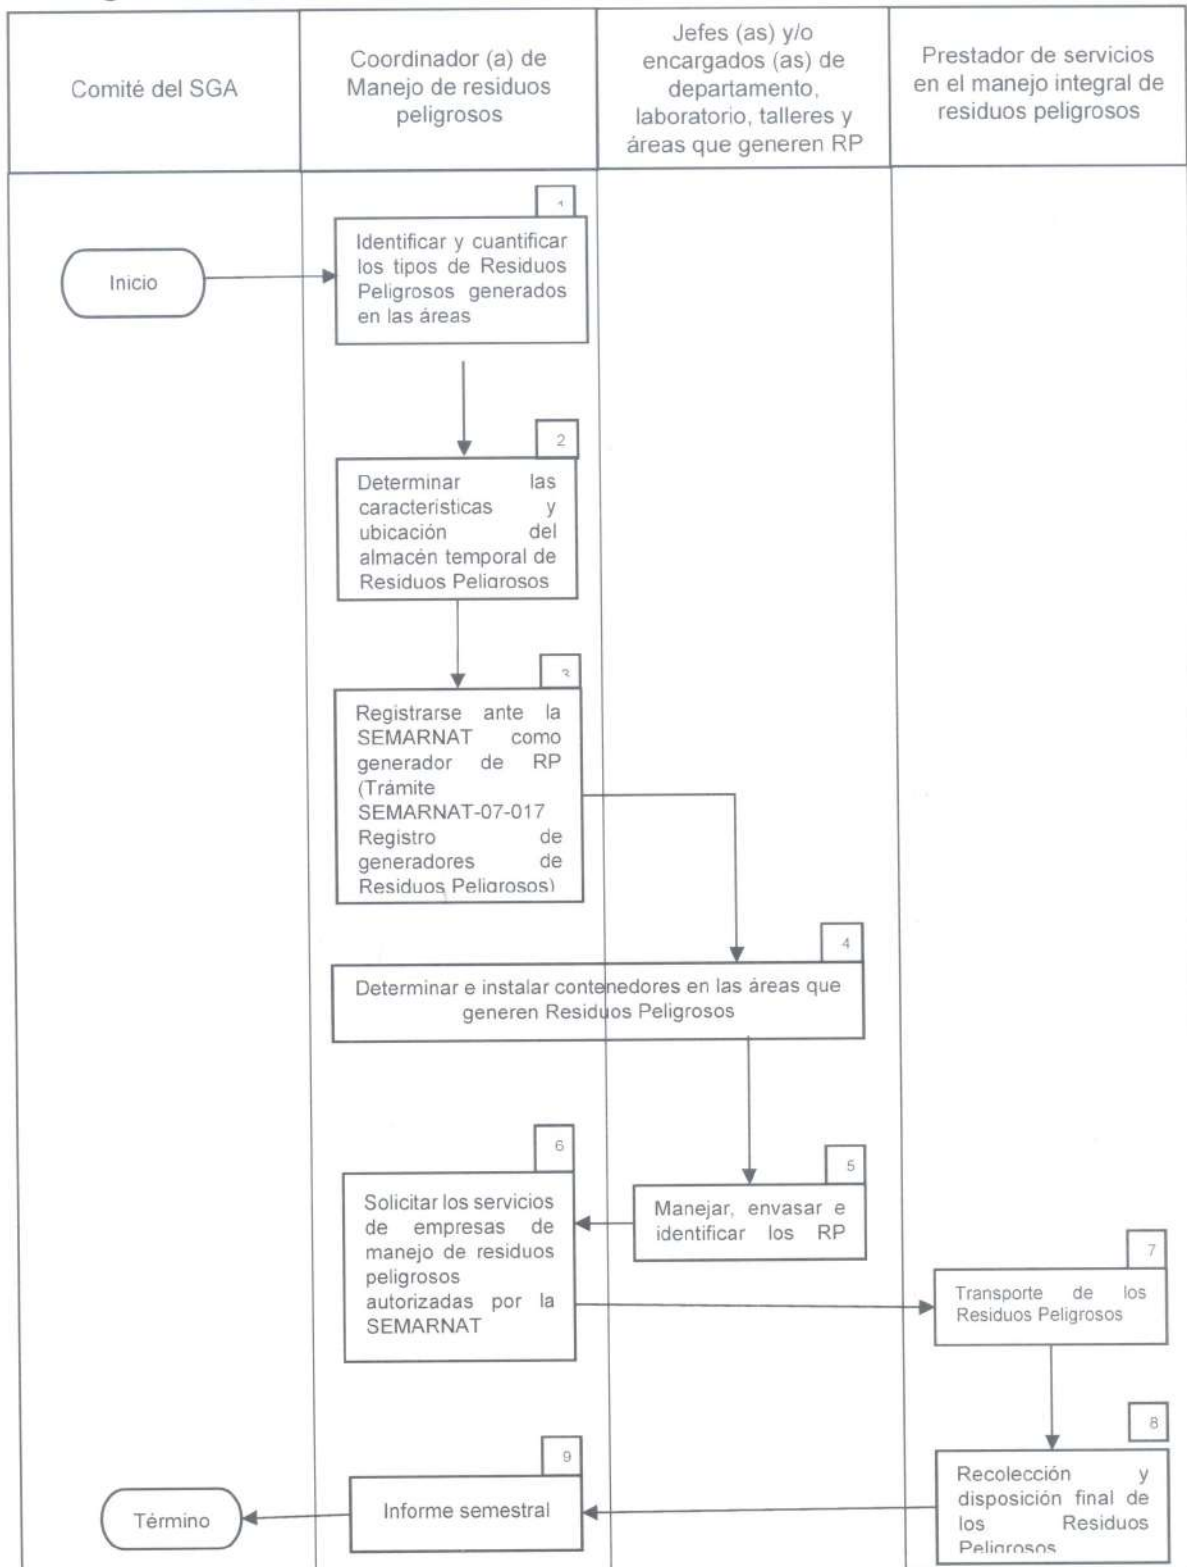 Comité del SGA
Coordinador (a) de
Manejo de residuos
peligrosos
Jefes (as) y/o
encargados (as) de
departamento,
laboratorio, talleres y
áreas que generen RP
Prestador de servicios
en el manejo integral de
residuos peligrosos
Inicio
1
Identificar y cuantificar
los tipos de Residuos
Peligrosos generados
en las áreas
2
Determinar las
características y
ubicación del
almacén temporal de
Residuos Peligrosos
3
Registrarse ante la
SEMARNAT como
generador de RP
(Trámite
SEMARNAT-07-017
Registro de
generadores de
Residuos Peligrosos)
4
Determinar e instalar contenedores en las áreas que
generen Residuos Peligrosos
5
Manejar, envasar e
identificar los RP
6
Solicitar los servicios
de empresas de
manejo de residuos
peligrosos
autorizadas por la
SEMARNAT
7
Transporte de los
Residuos Peligrosos
8
Recolección y
disposición final de
los Residuos
Peligrosos
9
Informe semestral
Término